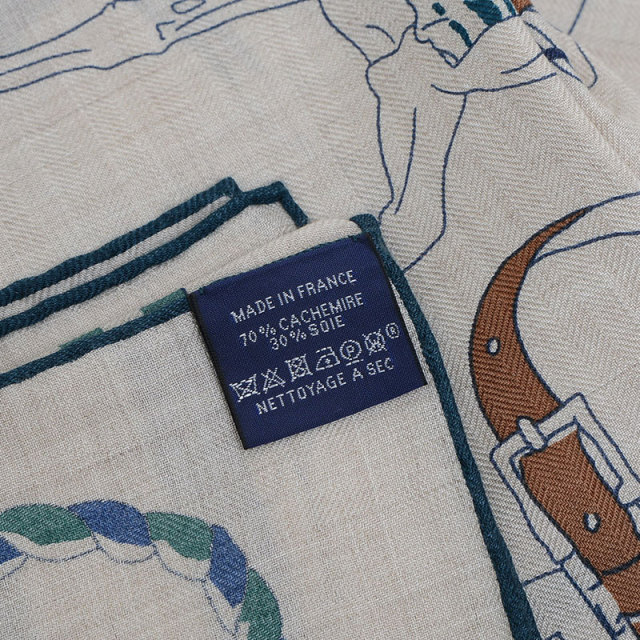 MADE IN FRANCE
70% CACHEMIRE
30% SOIE
NETTOYAGE A SEC